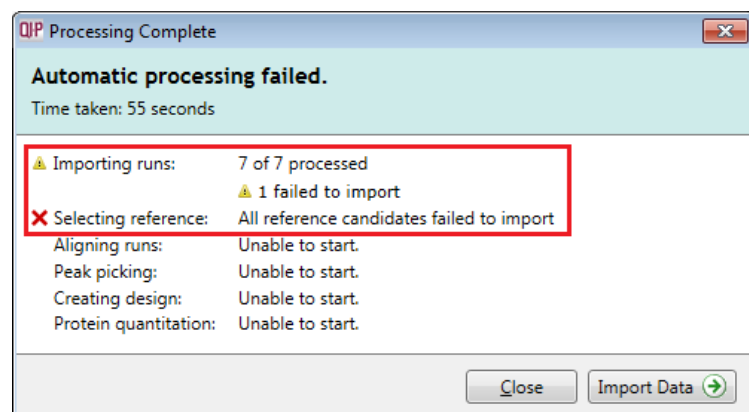 QI-P Processing Complete
Automatic processing failed.
Time taken: 55 seconds
Importing runs: 7 of 7 processed
1 failed to import
Selecting reference: All reference candidates failed to import
Aligning runs: Unable to start.
Peak picking: Unable to start.
Creating design: Unable to start.
Protein quantitation: Unable to start.
Close Import Data